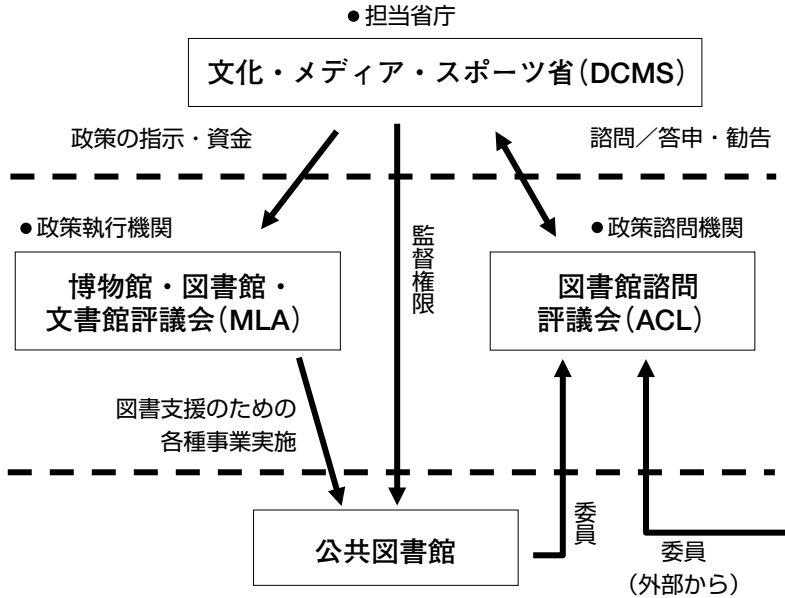 ●担当省庁
文化・メディア・スポーツ省（DCMS）
政策の指示・資金
諮問／答申・勧告
●政策執行機関
●政策諮問機関
監督権限
博物館・図書館・
文書館評議会（MLA）
図書館諮問
評議会（ACL）
図書支援のための
各種事業実施
公共図書館
委員
委員
（外部から）